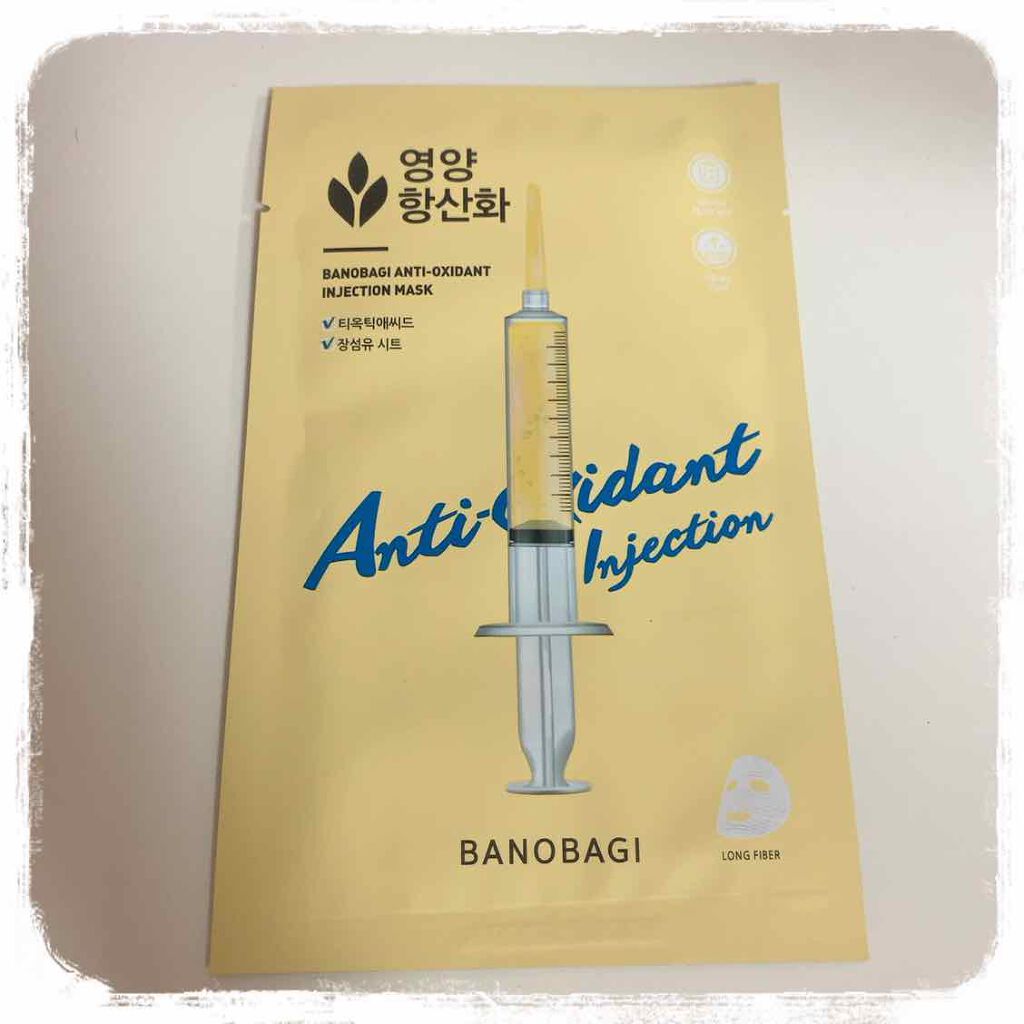 영양
항산화
BANOBAGI ANTI-OXIDANT
INJECTION MASK
티옥틱애씨드
장섬유 시트
Anti-oxidant
Injection
BANOBAGI
LONG FIBER